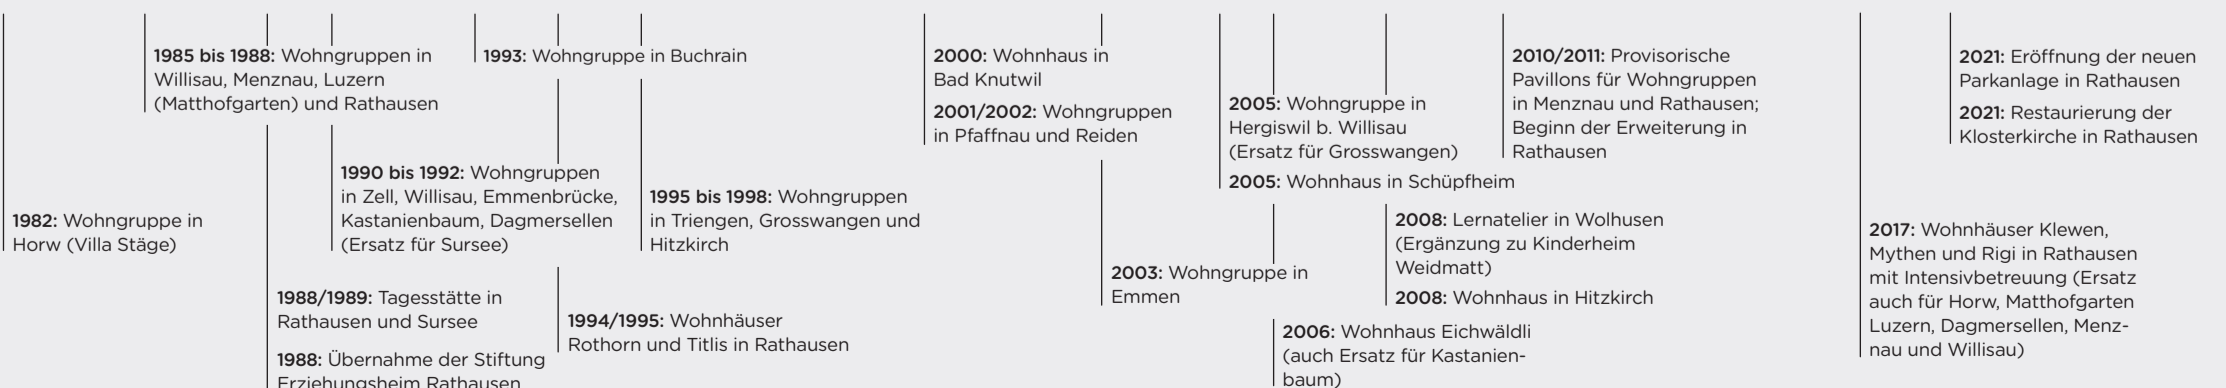 1982: Wohngruppe in
Horw (Villa Stäge)
1985 bis 1988: Wohngruppen in
Willisau, Menznau, Luzern
(Matthofgarten) und Rathausen
1988/1989: Tagesstätte in
Rathausen und Sursee
1988: Übernahme der Stiftung
Erziehungsheim Rathausen
1990 bis 1992: Wohngruppen
in Zell, Willisau, Emmenbrücke,
Kastanienbaum, Dagmersellen
(Ersatz für Sursee)
1993: Wohngruppe in Buchrain
1994/1995: Wohnhäuser
Rothorn und Titlis in Rathausen
1995 bis 1998: Wohngruppen
in Triengen, Grosswangen und
Hitzkirch
2000: Wohnhaus in
Bad Knutwil
2001/2002: Wohngruppen
in Pfaffnau und Reiden
2003: Wohngruppe in
Emmen
2005: Wohngruppe in
Hergiswil b. Willisau
(Ersatz für Grosswangen)
2005: Wohnhaus in Schüpfheim
2006: Wohnhaus Eichwäldli
(auch Ersatz für Kastanien-
baum)
2008: Lernatelier in Wolhusen
(Ergänzung zu Kinderheim
Weidmatt)
2008: Wohnhaus in Hitzkirch
2010/2011: Provisorische
Pavillons für Wohngruppen
in Menznau und Rathausen;
Beginn der Erweiterung in
Rathausen
2017: Wohnhäuser Klewen,
Mythen und Rigi in Rathausen
mit Intensivbetreuung (Ersatz
auch für Horw, Matthofgarten
Luzern, Dagmersellen, Menz-
nau und Willisau)
2021: Eröffnung der neuen
Parkanlage in Rathausen
2021: Restaurierung der
Klosterkirche in Rathausen